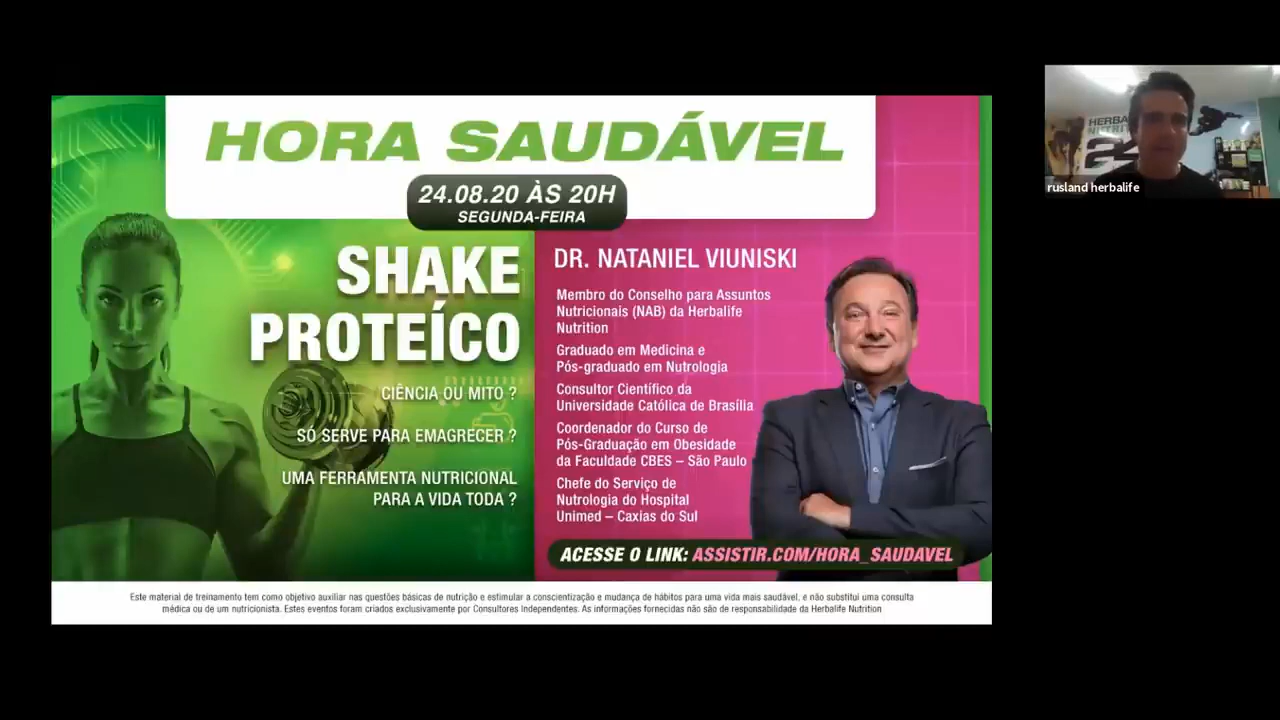 HORA SAUDÁVEL
24.08.20 ÀS 20H
SEGUNDA-FEIRA
SHAKE
PROTEÍCO
CIÊNCIA OU MITO ?
SÓ SERVE PARA EMAGRECER ?
UMA FERRAMENTA NUTRICIONAL
PARA A VIDA TODA ?
DR. NATANIEL VIUNISKI
Membro do Conselho para Assuntos
Nutricionais (NAB) da Herbalife
Nutrition
Graduado em Medicina e
Pós-graduado em Nutrologia
Consultor Científico da
Universidade Católica de Brasília
Coordenador do Curso de
Pós-Graduação em Obesidade
da Faculdade CBES – São Paulo
Chefe do Serviço de
Nutrologia do Hospital
Unimed – Caxias do Sul
ACESSE O LINK: ASSISTIR.COM/HORA_SAUDAVEL
Este material de treinamento tem como objetivo auxiliar nas questões básicas de nutrição e estimular a conscientização e mudança de hábitos para uma vida mais saudável, e não substitui uma consulta
médica ou de um nutricionista. Estes eventos foram criados exclusivamente por Consultores Independentes. As informações fornecidas não são de responsabilidade da Herbalife Nutrition
rusland herbalife